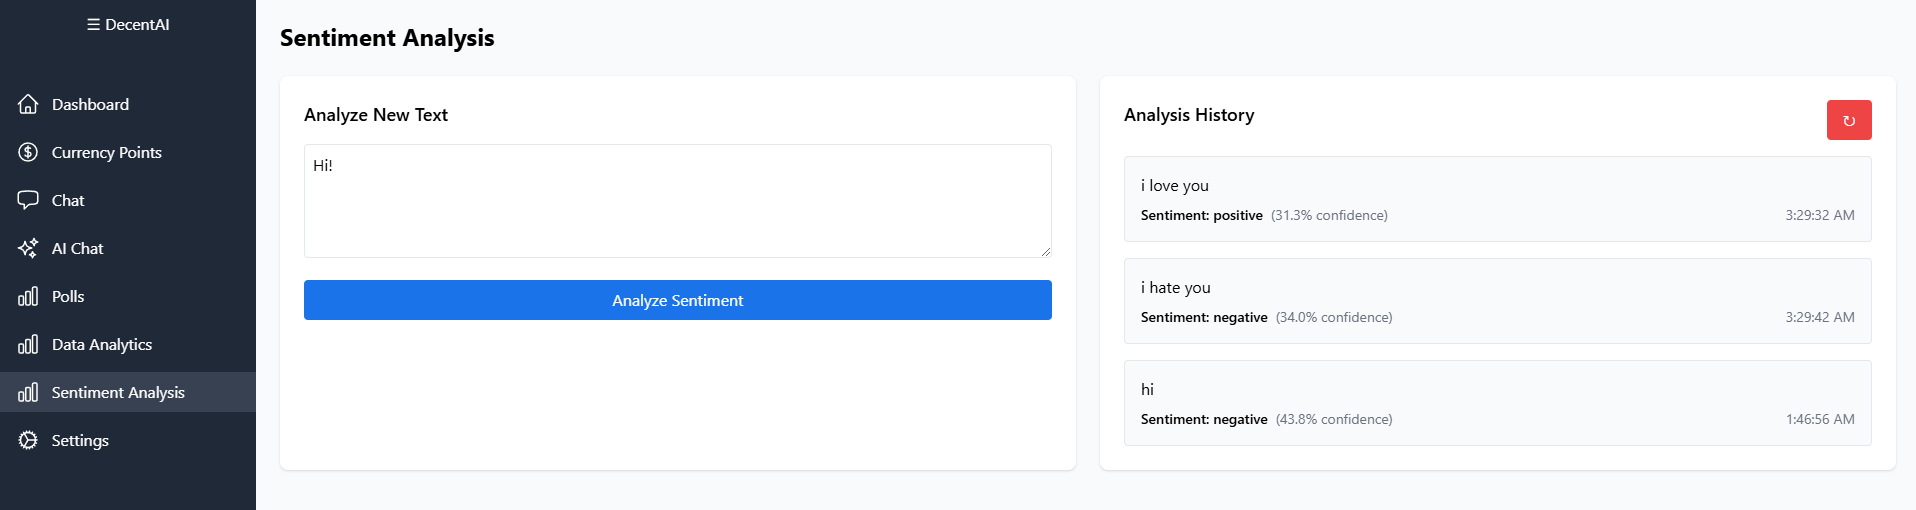 ☰ DecentAI
Dashboard
Currency Points
Chat
AI Chat
Polls
Data Analytics
Sentiment Analysis
Settings
Sentiment Analysis
Analyze New Text
Hi!
Analyze Sentiment
Analysis History
↻
i love you
Sentiment: positive (31.3% confidence) 3:29:32 AM
i hate you
Sentiment: negative (34.0% confidence) 3:29:42 AM
hi
Sentiment: negative (43.8% confidence) 1:46:56 AM